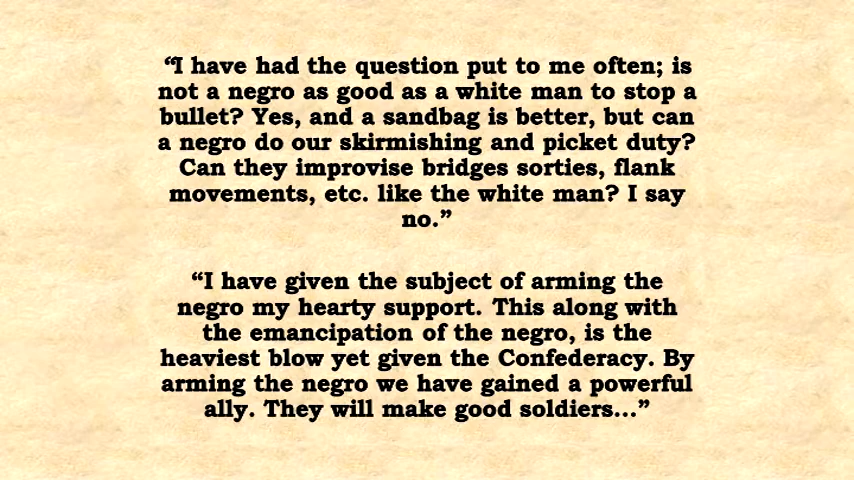 “I have had the question put to me often; is
not a negro as good as a white man to stop a
bullet? Yes, and a sandbag is better, but can
a negro do our skirmishing and picket duty?
Can they improvise bridges sorties, flank
movements, etc. like the white man? I say
no.”
“I have given the subject of arming the
negro my hearty support. This along with
the emancipation of the negro, is the
heaviest blow yet given the Confederacy. By
arming the negro we have gained a powerful
ally. They will make good soldiers...”